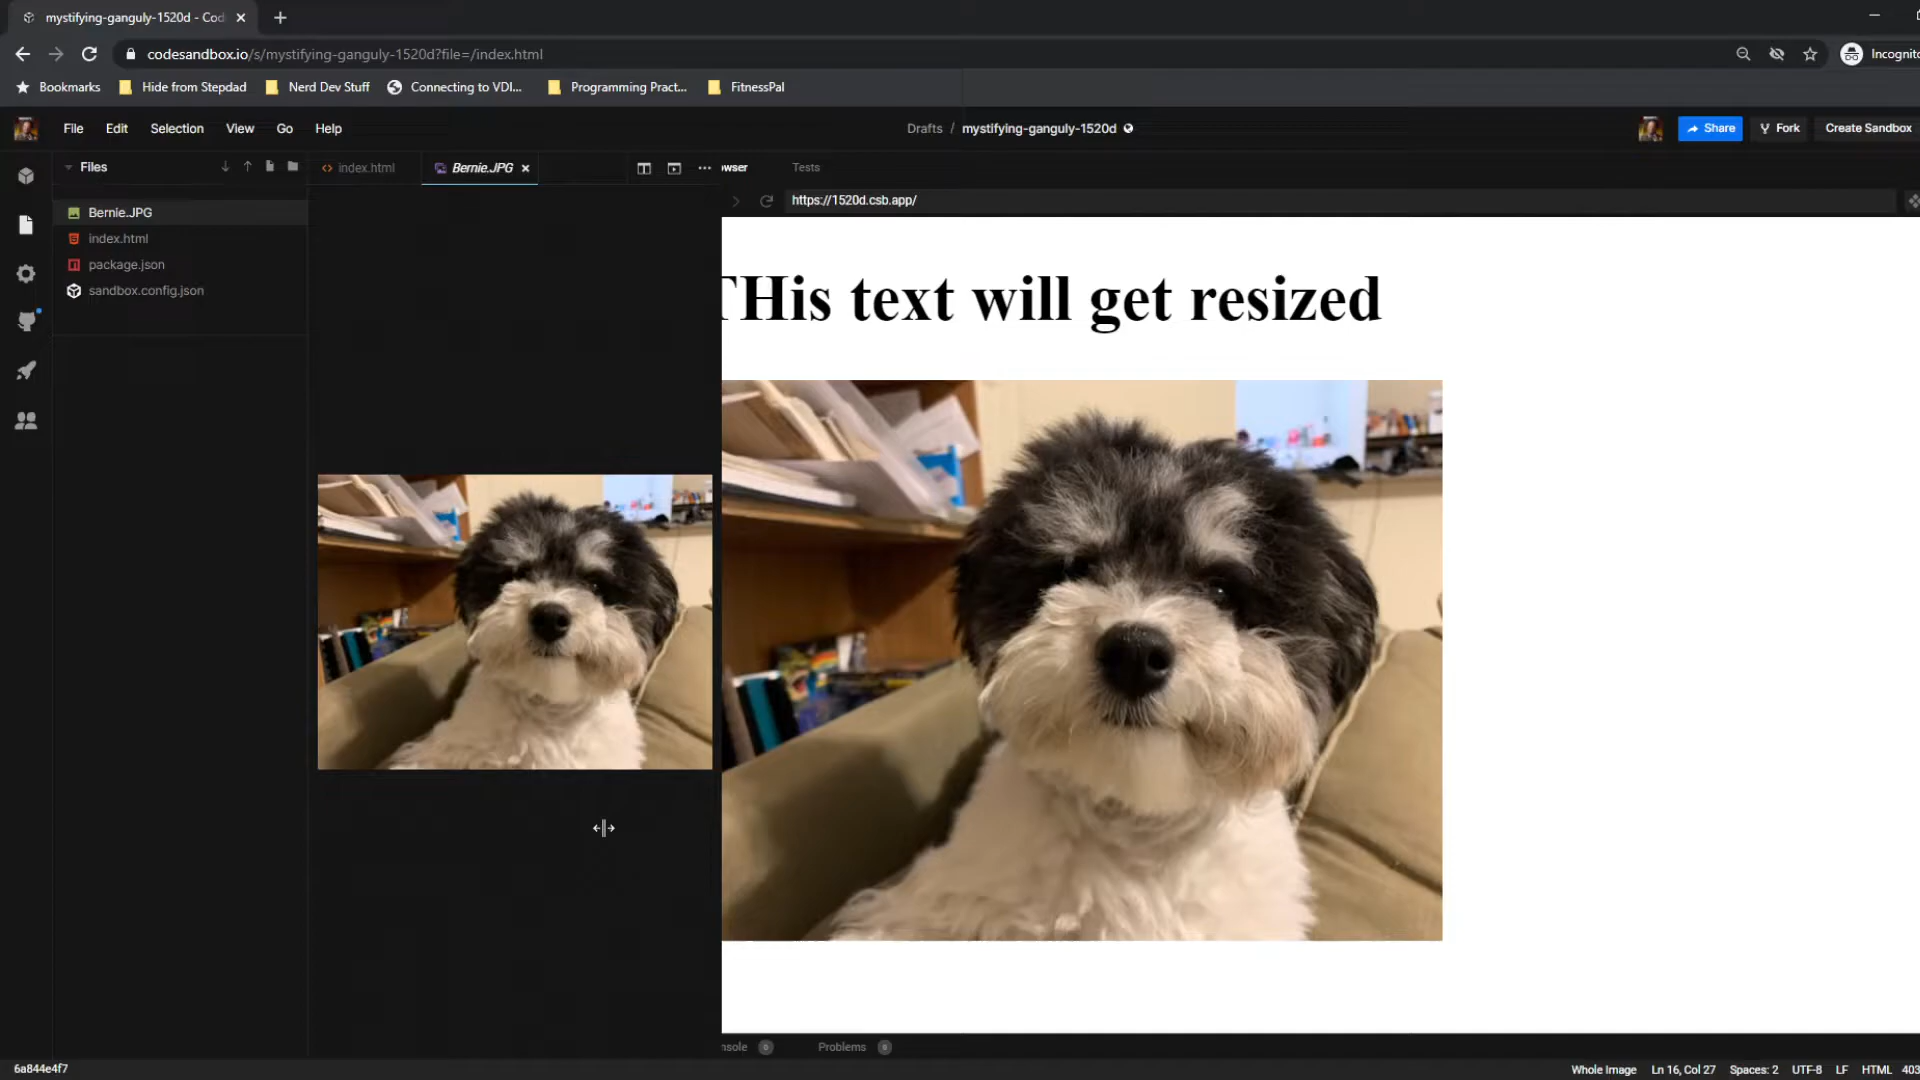 mystifying-ganguly-1520d - Cod
codesandbox.io/s/mystifying-ganguly-1520d?file=/index.html
Incognito
Bookmarks Hide from Stepdad Nerd Dev Stuff Connecting to VDI... Programming Pract... FitnessPal
File Edit Selection View Go Help
Drafts / mystifying-ganguly-1520d
Share Fork Create Sandbox
Files
index.html Bernie.JPG
wser Tests
https://1520d.csb.app/
Bernie.JPG
index.html
package.json
sandbox.config.json
THis text will get resized
nsole 0 Problems 0
6a844e4f7
Whole Image Ln 16, Col 27 Spaces: 2 UTF-8 LF HTML 403